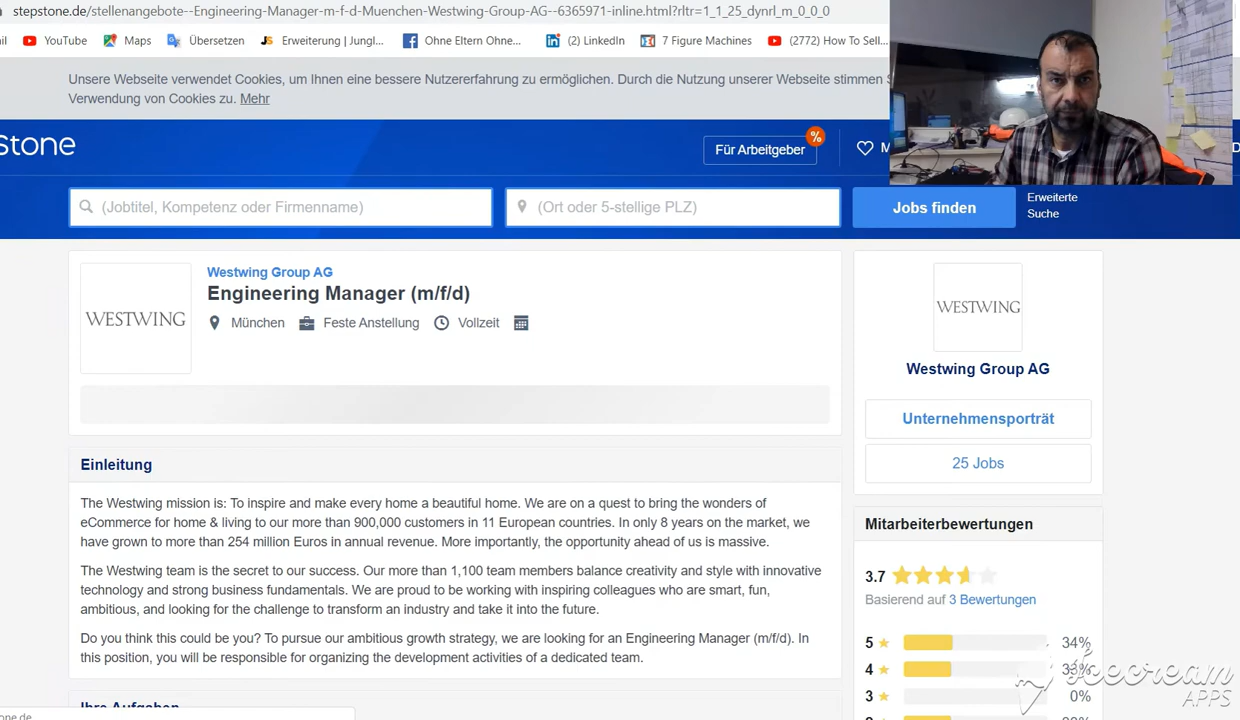 stepstone.de/stellenangebote--Engineering-Manager-m-f-d-Muenchen-Westwing-Group-AG--6365971-inline.html?rltr=1_1_25_dynrl_m_0_0_0
il YouTube Maps Übersetzen Erweiterung | Jungl... Ohne Eltern Ohne... (2) LinkedIn 7 Figure Machines (2772) How To Sell...
Unsere Webseite verwendet Cookies, um Ihnen eine bessere Nutzererfahrung zu ermöglichen. Durch die Nutzung unserer Webseite stimmen S
Verwendung von Cookies zu. Mehr
Stone
Für Arbeitgeber %
M
(Jobtitel, Kompetenz oder Firmenname) (Ort oder 5-stellige PLZ) Jobs finden
Erweiterte
Suche
WESTWING
Westwing Group AG
Engineering Manager (m/f/d)
München Feste Anstellung Vollzeit
Einleitung
The Westwing mission is: To inspire and make every home a beautiful home. We are on a quest to bring the wonders of
eCommerce for home & living to our more than 900,000 customers in 11 European countries. In only 8 years on the market, we
have grown to more than 254 million Euros in annual revenue. More importantly, the opportunity ahead of us is massive.
The Westwing team is the secret to our success. Our more than 1,100 team members balance creativity and style with innovative
technology and strong business fundamentals. We are proud to be working with inspiring colleagues who are smart, fun,
ambitious, and looking for the challenge to transform an industry and take it into the future.
Do you think this could be you? To pursue our ambitious growth strategy, we are looking for an Engineering Manager (m/f/d). In
this position, you will be responsible for organizing the development activities of a dedicated team.
Ihre Aufgaben
WESTWING
Westwing Group AG
Unternehmensporträt
25 Jobs
Mitarbeiterbewertungen
3.7
Basierend auf 3 Bewertungen
5 34%
4 33%
3 0%
Icecream
APPS